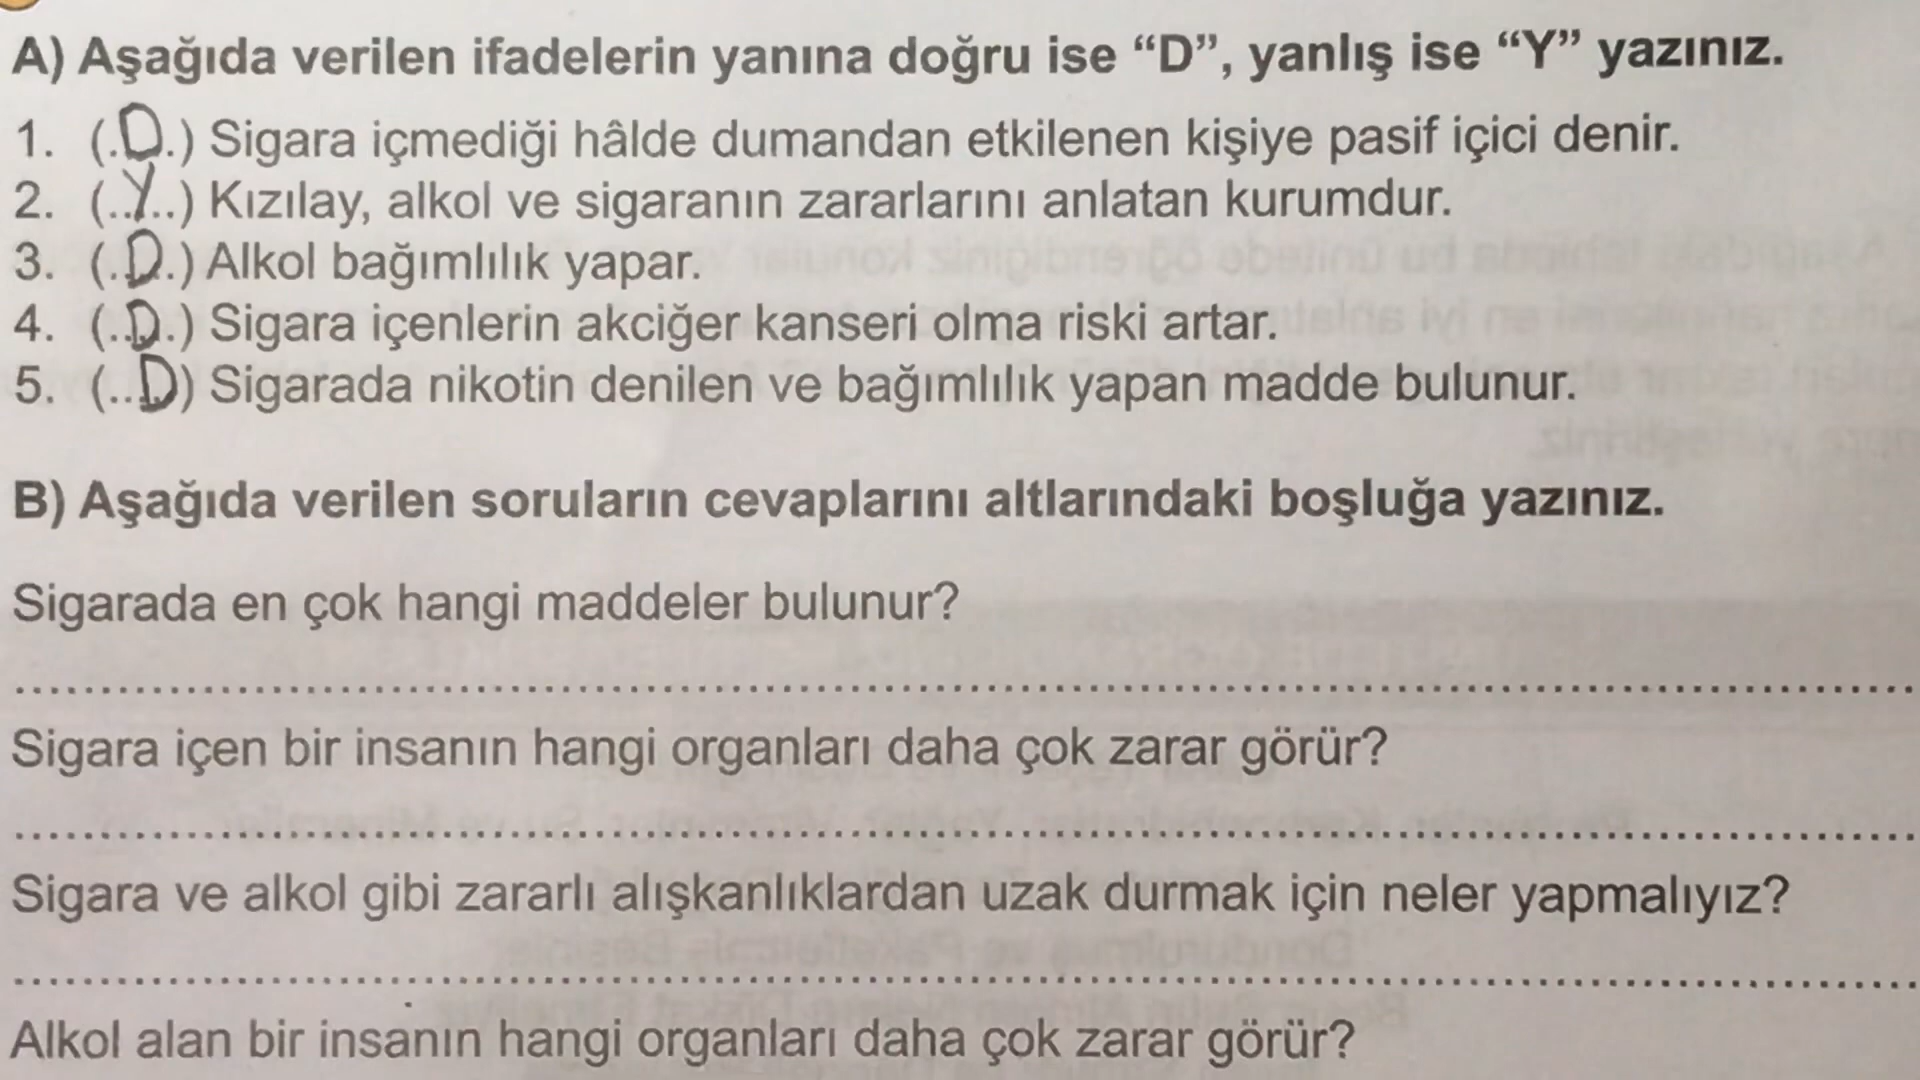 A) Aşağıda verilen ifadelerin yanına doğru ise “D”, yanlış ise “Y” yazınız.
1. (.D.) Sigara içmediği hâlde dumandan etkilenen kişiye pasif içici denir.
2. (..Y..) Kızılay, alkol ve sigaranın zararlarını anlatan kurumdur.
3. (.D.) Alkol bağımlılık yapar.
4. (..D.) Sigara içenlerin akciğer kanseri olma riski artar.
5. (..D) Sigarada nikotin denilen ve bağımlılık yapan madde bulunur.
B) Aşağıda verilen soruların cevaplarını altlarındaki boşluğa yazınız.
Sigarada en çok hangi maddeler bulunur?
Sigara içen bir insanın hangi organları daha çok zarar görür?
Sigara ve alkol gibi zararlı alışkanlıklardan uzak durmak için neler yapmalıyız?
Alkol alan bir insanın hangi organları daha çok zarar görür?